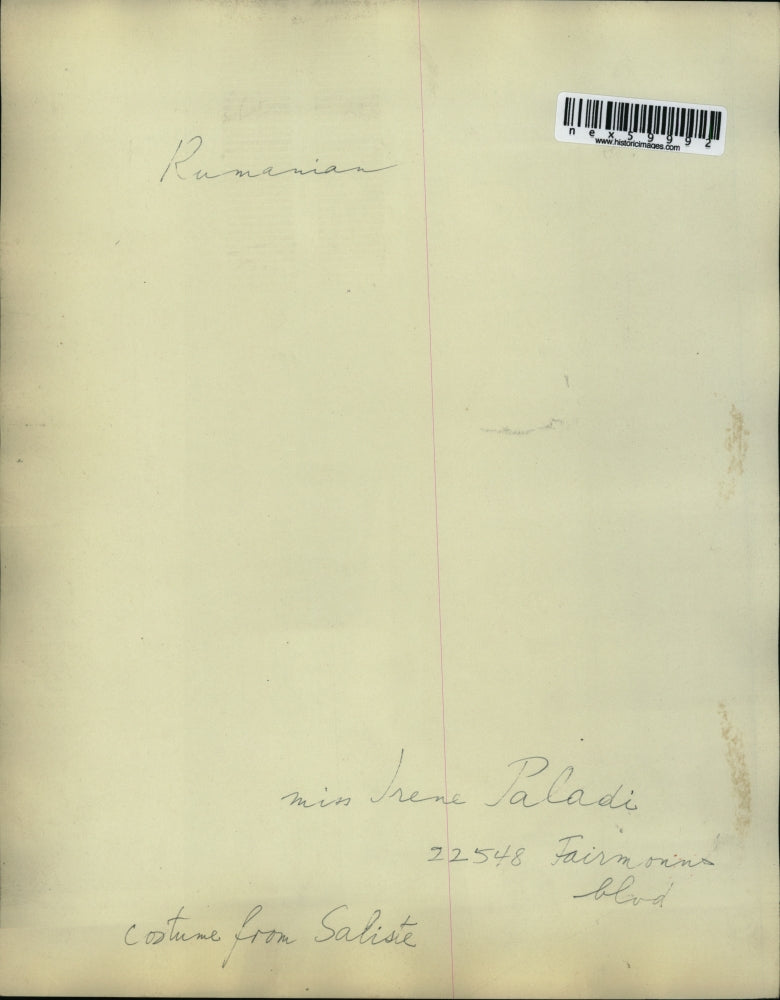 nex59992
www.historicimages.com
Rumanian
miss Irene Paladi
22548 Fairmount
blvd
costume from Saliste